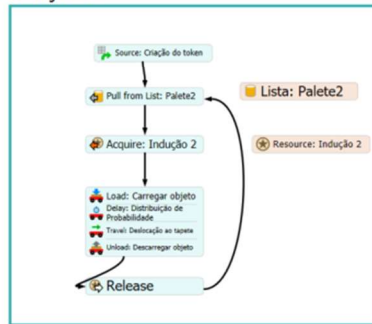 Source: Criação do token
Pull from List: Palete2
Lista: Palete2
Acquire: Indução 2
Resource: Indução 2
Load: Carregar objeto
Delay: Distribuição de
Probabilidade
Travel: Deslocação ao tapete
Unload: Descarregar objeto
Release